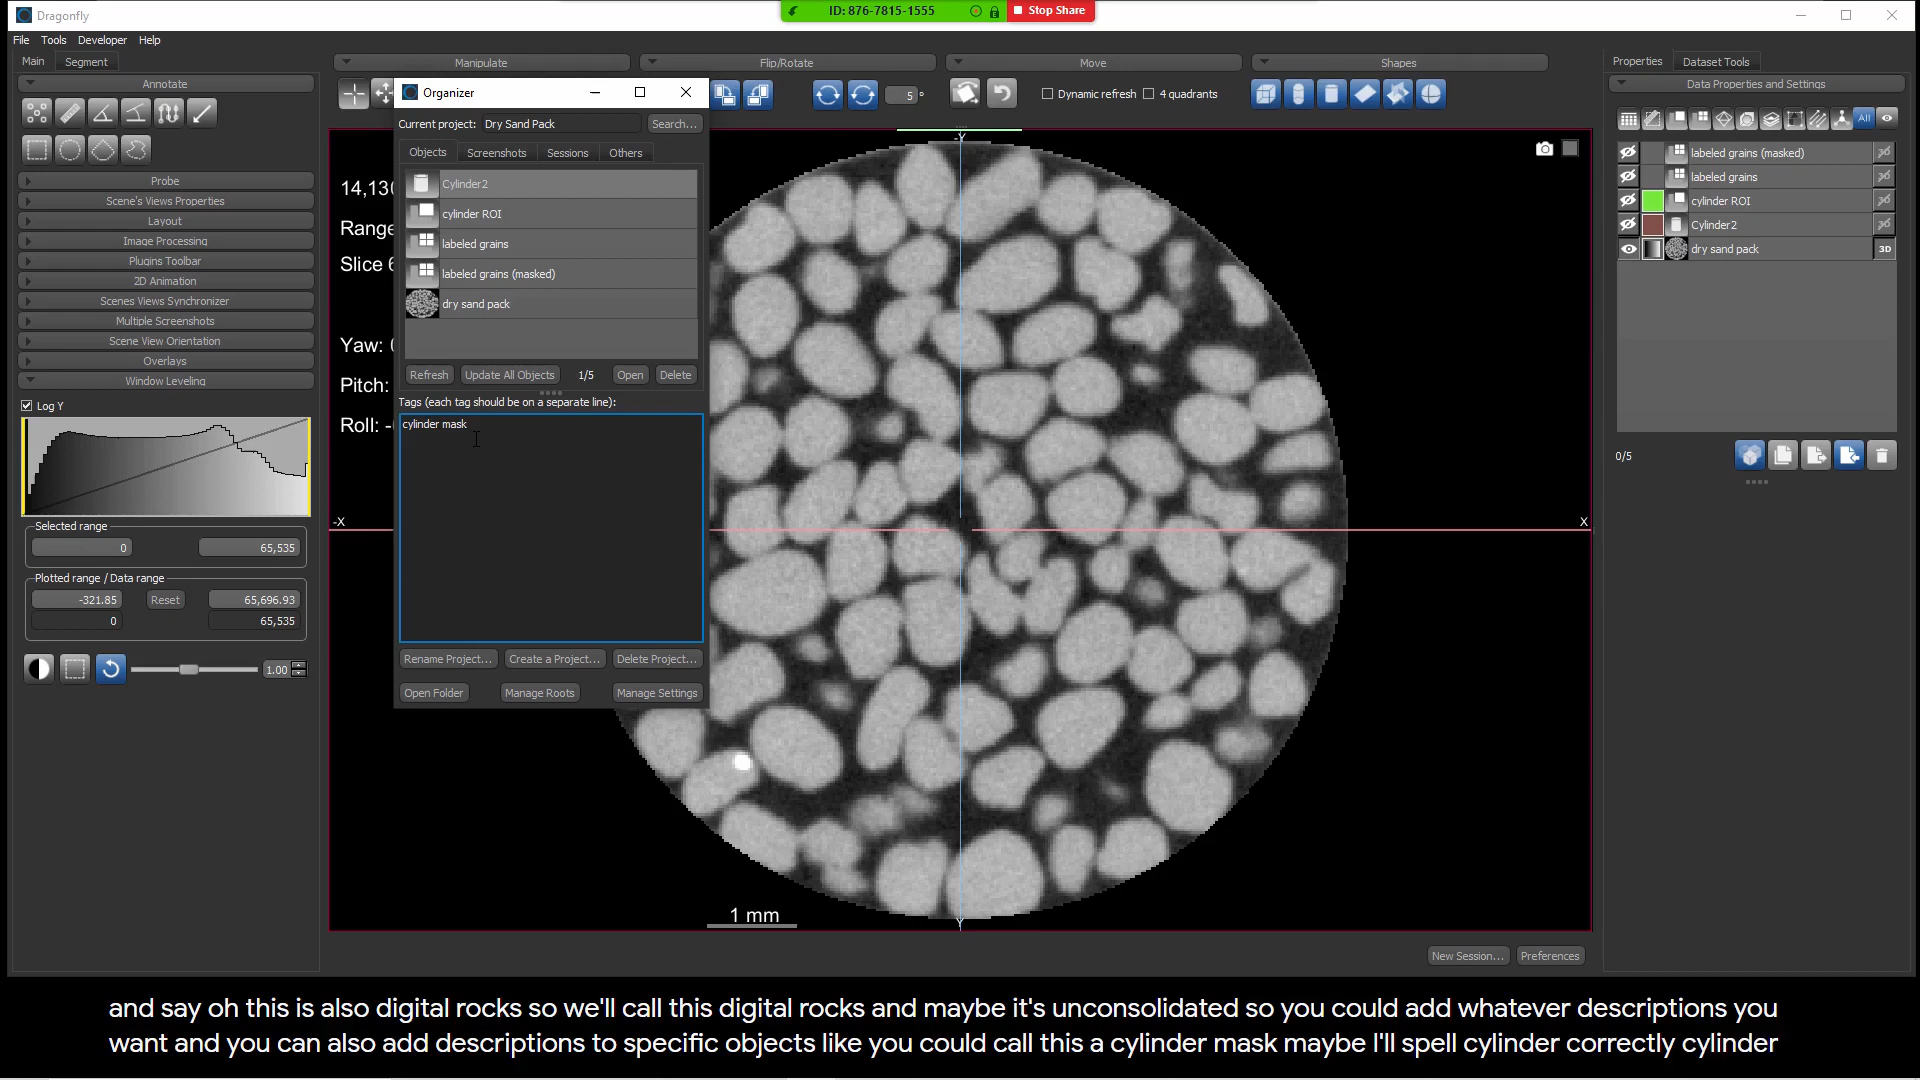 Dragonfly
ID: 876-7815-1555
Stop Share
File Tools Developer Help
Main Segment
Annotate
Probe
Scene's Views Properties
Layout
Image Processing
Plugins Toolbar
2D Animation
Scenes Views Synchronizer
Multiple Screenshots
Scene View Orientation
Overlays
Window Leveling
Log Y
Selected range
0 65,535
Plotted range / Data range
-321.85 Reset 65,696.93
0 65,535
1.00
Manipulate Flip/Rotate Move Shapes
5 °
Dynamic refresh 4 quadrants
Organizer
Current project: Dry Sand Pack Search...
Objects Screenshots Sessions Others
Cylinder2
cylinder ROI
labeled grains
labeled grains (masked)
dry sand pack
Refresh Update All Objects 1/5 Open Delete
Tags (each tag should be on a separate line):
cylinder mask
Rename Project... Create a Project... Delete Project...
Open Folder Manage Roots Manage Settings
14,130
Range
Slice 6
Yaw:
Pitch:
Roll: -
-Y
-X
X
Y
1 mm
New Session... Preferences
Properties Dataset Tools
Data Properties and Settings
All
labeled grains (masked)
labeled grains
cylinder ROI
Cylinder2
dry sand pack 3D
0/5
and say oh this is also digital rocks so we'll call this digital rocks and maybe it's unconsolidated so you could add whatever descriptions you
want and you can also add descriptions to specific objects like you could call this a cylinder mask maybe I'll spell cylinder correctly cylinder